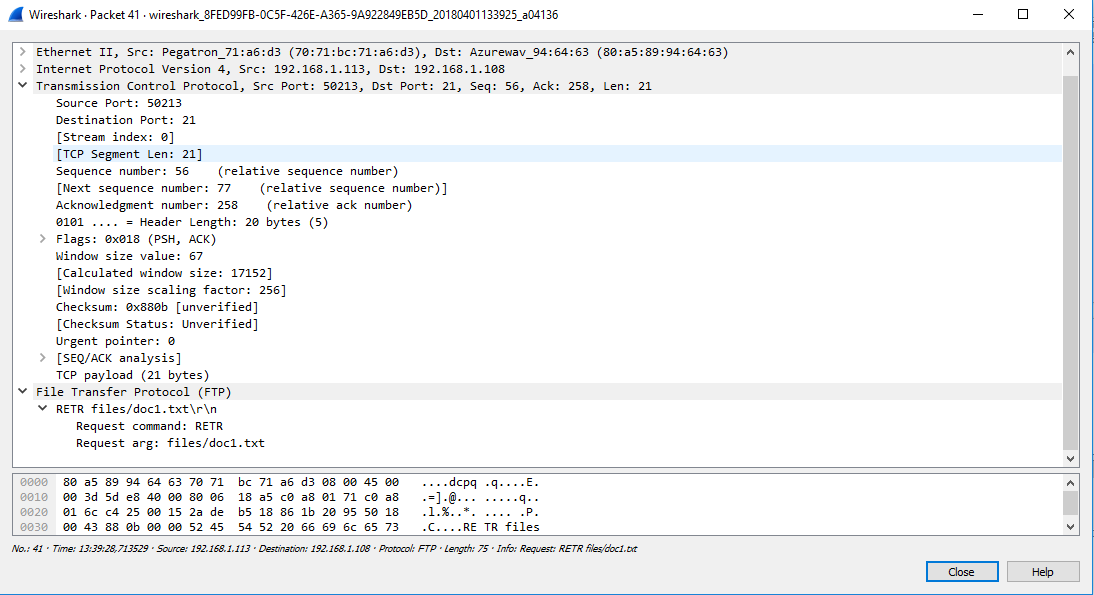 Wireshark · Packet 41 · wireshark_8FED99FB-0C5F-426E-A365-9A922849EB5D_20180401133925_a04136
Ethernet II, Src: Pegatron_71:a6:d3 (70:71:bc:71:a6:d3), Dst: Azurewav_94:64:63 (80:a5:89:94:64:63)
Internet Protocol Version 4, Src: 192.168.1.113, Dst: 192.168.1.108
Transmission Control Protocol, Src Port: 50213, Dst Port: 21, Seq: 56, Ack: 258, Len: 21
Source Port: 50213
Destination Port: 21
[Stream index: 0]
[TCP Segment Len: 21]
Sequence number: 56    (relative sequence number)
[Next sequence number: 77    (relative sequence number)]
Acknowledgment number: 258    (relative ack number)
0101 .... = Header Length: 20 bytes (5)
Flags: 0x018 (PSH, ACK)
Window size value: 67
[Calculated window size: 17152]
[Window size scaling factor: 256]
Checksum: 0x880b [unverified]
[Checksum Status: Unverified]
Urgent pointer: 0
[SEQ/ACK analysis]
TCP payload (21 bytes)
File Transfer Protocol (FTP)
RETR files/doc1.txt\r\n
Request command: RETR
Request arg: files/doc1.txt
0000  80 a5 89 94 64 63 70 71  bc 71 a6 d3 08 00 45 00   ....dcpq .q....E.
0010  00 3d 5d e8 40 00 80 06  18 a5 c0 a8 01 71 c0 a8   .=].@... .....q..
0020  01 6c c4 25 00 15 2a de  b5 18 86 1b 20 95 50 18   .l.%..*. .... .P.
0030  00 43 88 0b 00 00 52 45  54 52 20 66 69 6c 65 73   .C....RE TR files
No.: 41 · Time: 13:39:28,713529 · Source: 192.168.1.113 · Destination: 192.168.1.108 · Protocol: FTP · Length: 75 · Info: Request: RETR files/doc1.txt
Close
Help